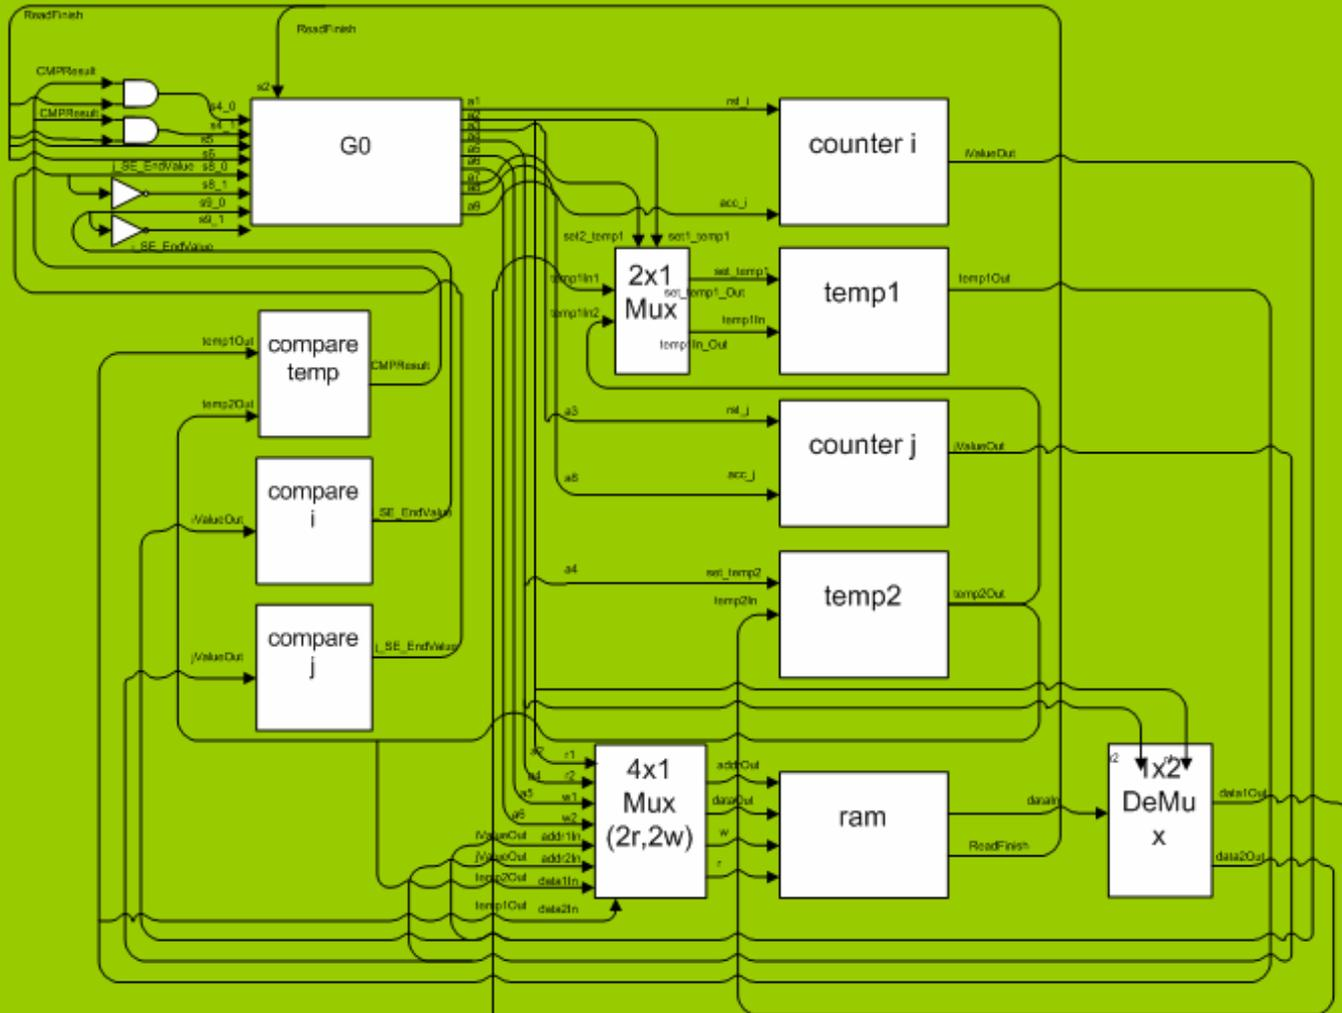 ReadFinish
ReadFinish
CMPResult
s2
s4_0
a1
rst_i
CMPResult
a2
s4_1
a3
counter i
s5
G0
a4
iValueOut
s6
a5
j_SE_EndValue
s8_0
a6
a7
s8_1
a8
s9_0
a9
acc_i
s9_1
i_SE_EndValue
set2_temp1
set1_temp1
temp1In1
2x1
Mux
set_temp1
temp1Out
set_temp1_Out
temp1
temp1In2
temp1In
temp1In_Out
temp1Out
compare
temp
CMPResult
temp2Out
a3
rst_j
counter j
jValueOut
a8
acc_j
compare
i
iValueOut
i_SE_EndValue
a4
set_temp2
temp2
temp2In
temp2Out
compare
j
jValueOut
j_SE_EndValue
a2
r1
a4
r2
a5
w1
a6
w2
iValueOut
addr1In
jValueOut
addr2In
temp2Out
data1In
temp1Out
data2In
4x1
Mux
(2r,2w)
addrOut
dataOut
w
r
ram
dataIn
ReadFinish
r2
r1
1x2
DeMu
x
data1Out
data2Out